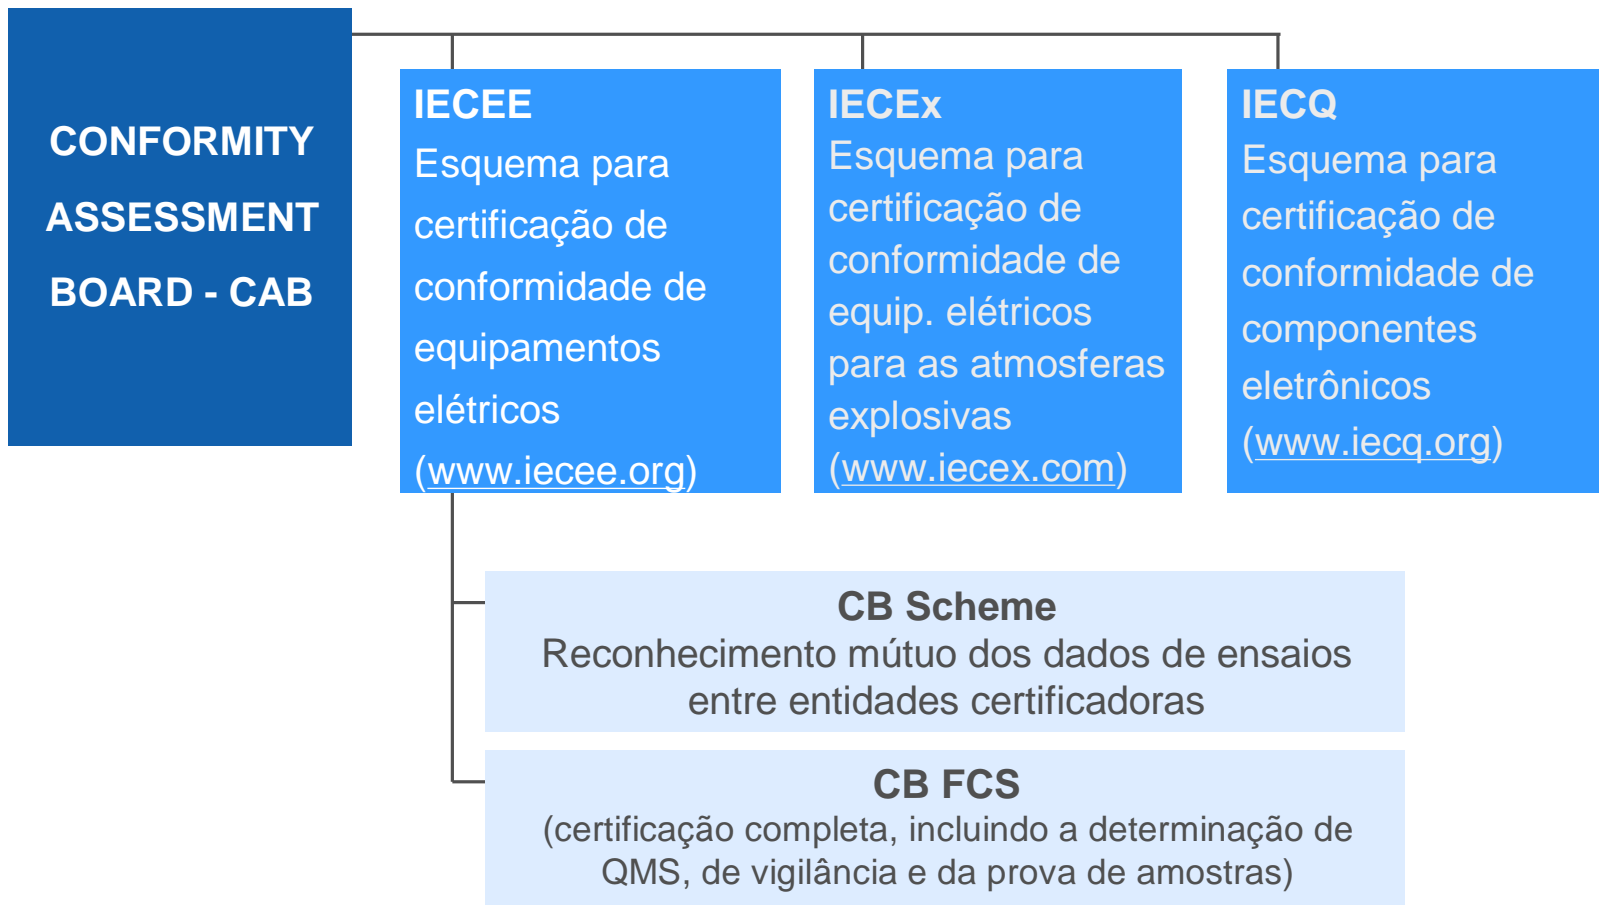 CONFORMITY
ASSESSMENT
BOARD - CAB
IECEE
Esquema para
certificação de
conformidade de
equipamentos
elétricos
(www.iecee.org)
IECEx
Esquema para
certificação de
conformidade de
equip. elétricos
para as atmosferas
explosivas
(www.iecex.com)
IECQ
Esquema para
certificação de
conformidade de
componentes
eletrônicos
(www.iecq.org)
CB Scheme
Reconhecimento mútuo dos dados de ensaios
entre entidades certificadoras
CB FCS
(certificação completa, incluindo a determinação de
QMS, de vigilância e da prova de amostras)